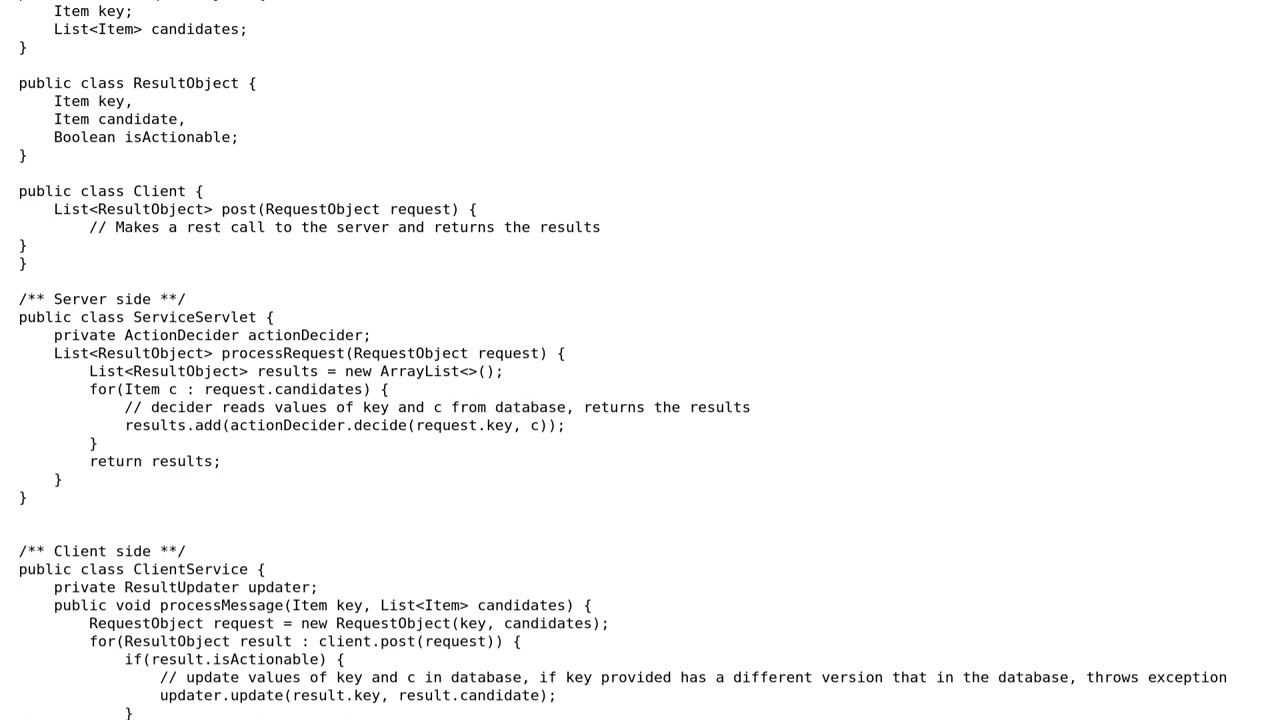 Item key;
List<Item> candidates;
}
public class ResultObject {
Item key,
Item candidate,
Boolean isActionable;
}
public class Client {
List<ResultObject> post(RequestObject request) {
// Makes a rest call to the server and returns the results
}
}
/** Server side **/
public class ServiceServlet {
private ActionDecider actionDecider;
List<ResultObject> processRequest(RequestObject request) {
List<ResultObject> results = new ArrayList<>();
for(Item c : request.candidates) {
// decider reads values of key and c from database, returns the results
results.add(actionDecider.decide(request.key, c));
}
return results;
}
}
/** Client side **/
public class ClientService {
private ResultUpdater updater;
public void processMessage(Item key, List<Item> candidates) {
RequestObject request = new RequestObject(key, candidates);
for(ResultObject result : client.post(request)) {
if(result.isActionable) {
// update values of key and c in database, if key provided has a different version that in the database, throws exception
updater.update(result.key, result.candidate);
}